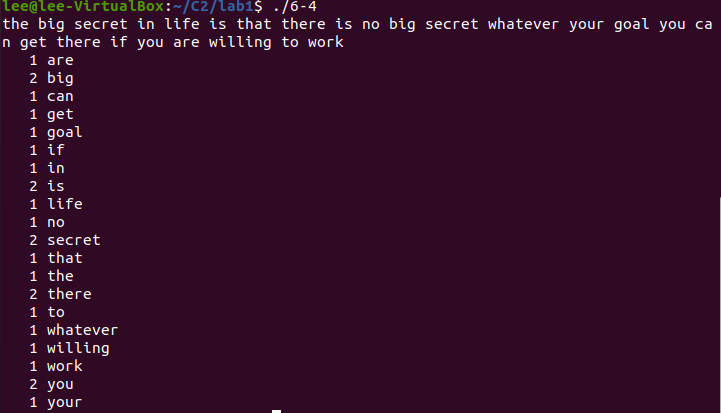 lee@lee-VirtualBox:~/C2/lab1$ ./6-4
the big secret in life is that there is no big secret whatever your goal you ca
n get there if you are willing to work
   1 are
   2 big
   1 can
   1 get
   1 goal
   1 if
   1 in
   2 is
   1 life
   1 no
   2 secret
   1 that
   1 the
   2 there
   1 to
   1 whatever
   1 willing
   1 work
   2 you
   1 your